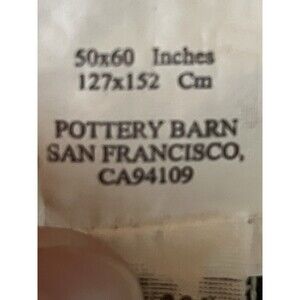 50x60 Inches
127x152 Cm
POTTERY BARN
SAN FRANCISCO,
CA94109